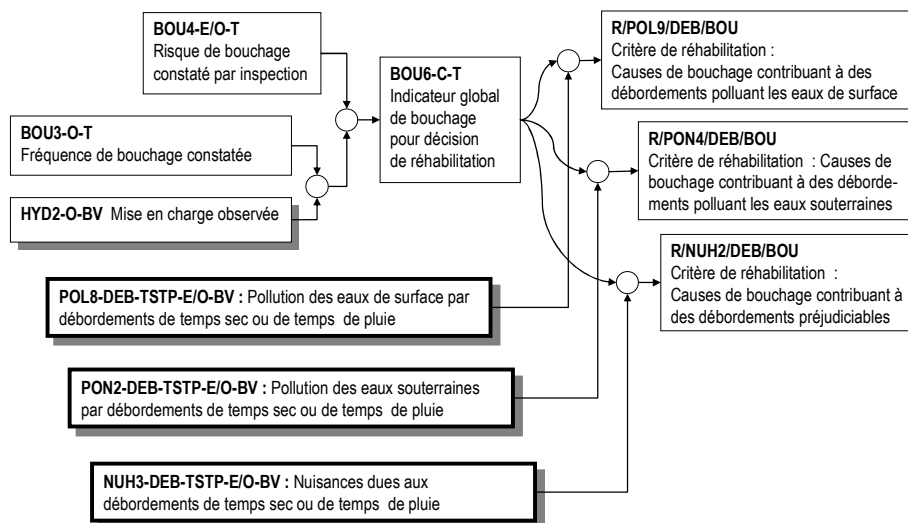 BOU4-E/O-T
Risque de bouchage
constaté par inspection
BOU3-O-T
Fréquence de bouchage constatée
HYD2-O-BV Mise en charge observée
BOU6-C-T
Indicateur global
de bouchage
pour décision
de réhabilitation
R/POL9/DEB/BOU
Critère de réhabilitation :
Causes de bouchage contribuant à des
débordements polluant les eaux de surface
R/PON4/DEB/BOU
Critère de réhabilitation : Causes de
bouchage contribuant à des déborde-
ments polluant les eaux souterraines
R/NUH2/DEB/BOU
Critère de réhabilitation :
Causes de bouchage contribuant à
des débordements préjudiciables
POL8-DEB-TSTP-E/O-BV : Pollution des eaux de surface par
débordements de temps sec ou de temps de pluie
PON2-DEB-TSTP-E/O-BV : Pollution des eaux souterraines
par débordements de temps sec ou de temps de pluie
NUH3-DEB-TSTP-E/O-BV : Nuisances dues aux
débordements de temps sec ou de temps de pluie